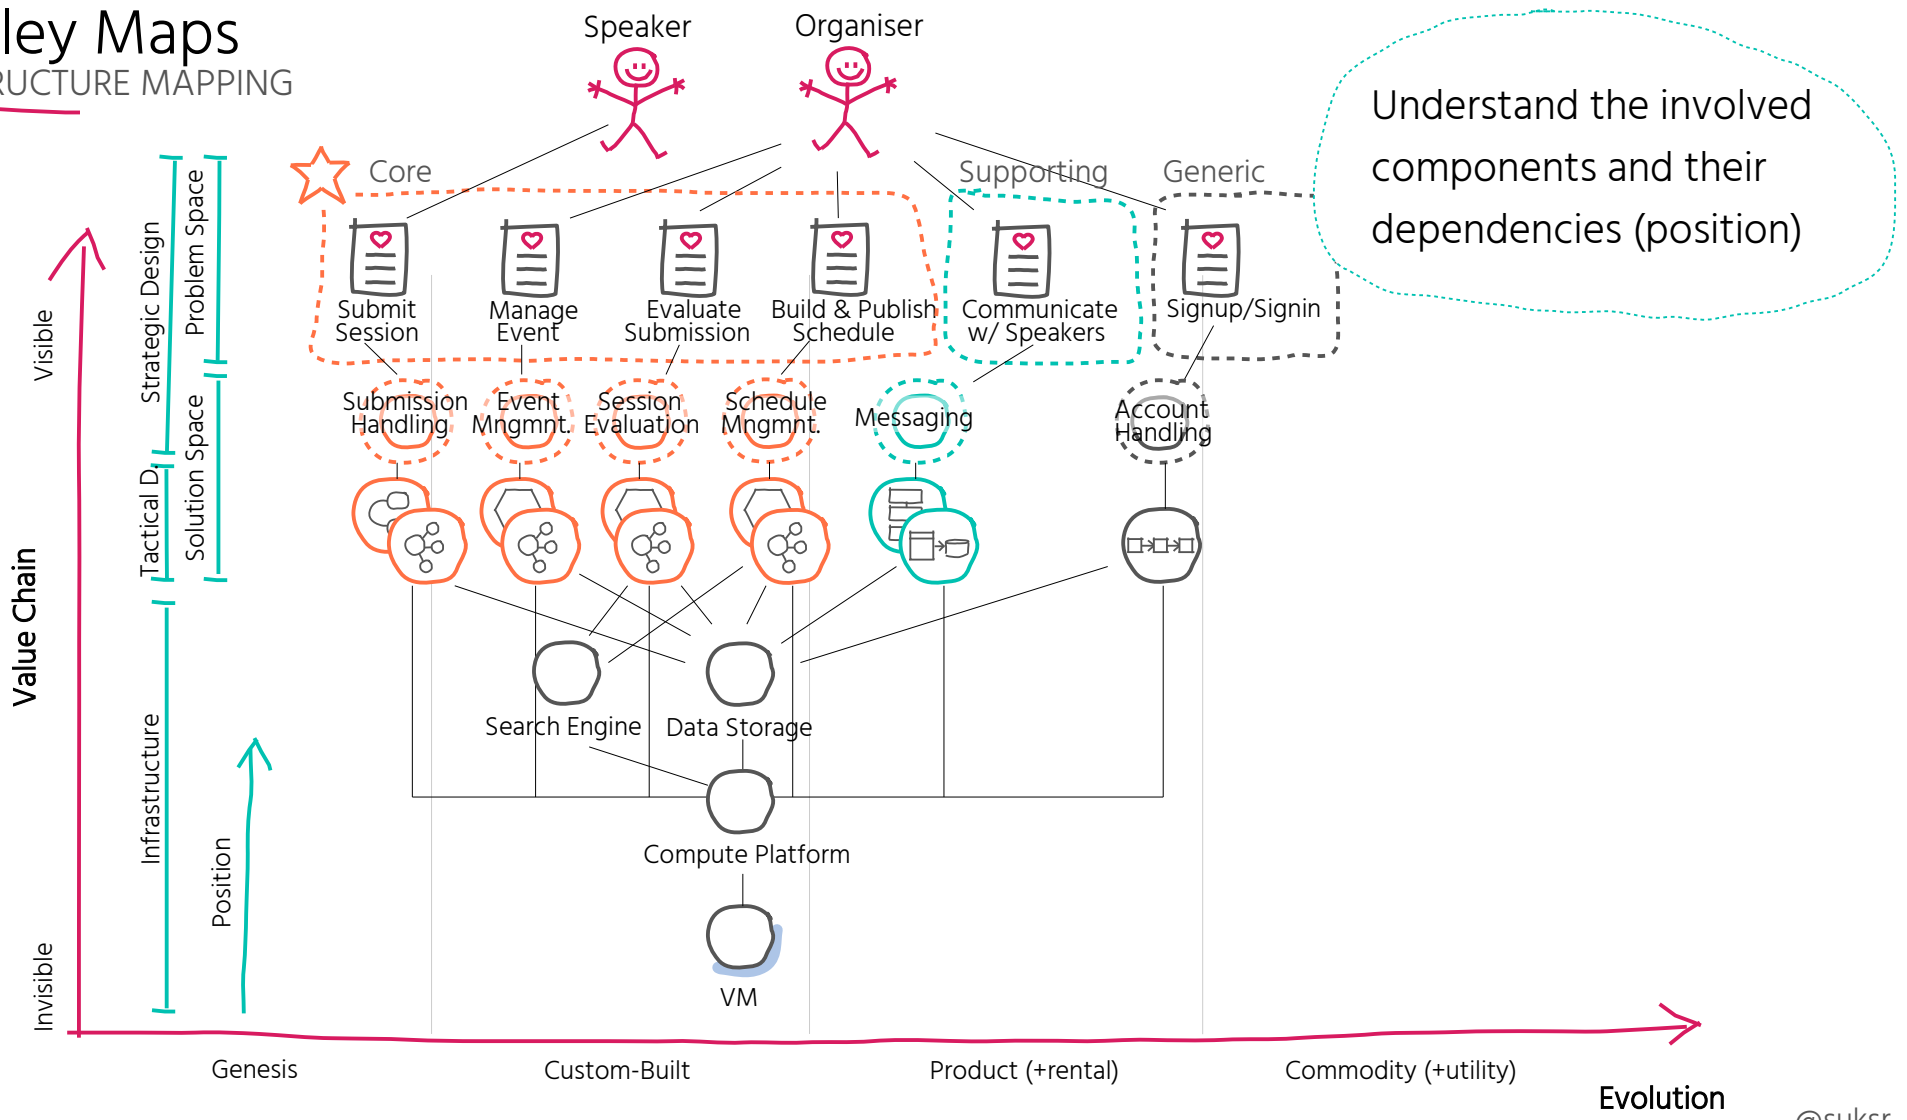 ley Maps
RUCTURE MAPPING
Speaker
Organiser
Understand the involved
components and their
dependencies (position)
Core
Supporting
Generic
Submit
Session
Manage
Event
Evaluate
Submission
Build & Publish
Schedule
Communicate
w/ Speakers
Signup/Signin
Submission
Handling
Event
Mngmnt.
Session
Evaluation
Schedule
Mngmnt.
Messaging
Account
Handling
Search Engine
Data Storage
Compute Platform
VM
Value Chain
Visible
Invisible
Strategic Design
Problem Space
Tactical D.
Solution Space
Infrastructure
Position
Genesis
Custom-Built
Product (+rental)
Commodity (+utility)
Evolution
@suksr